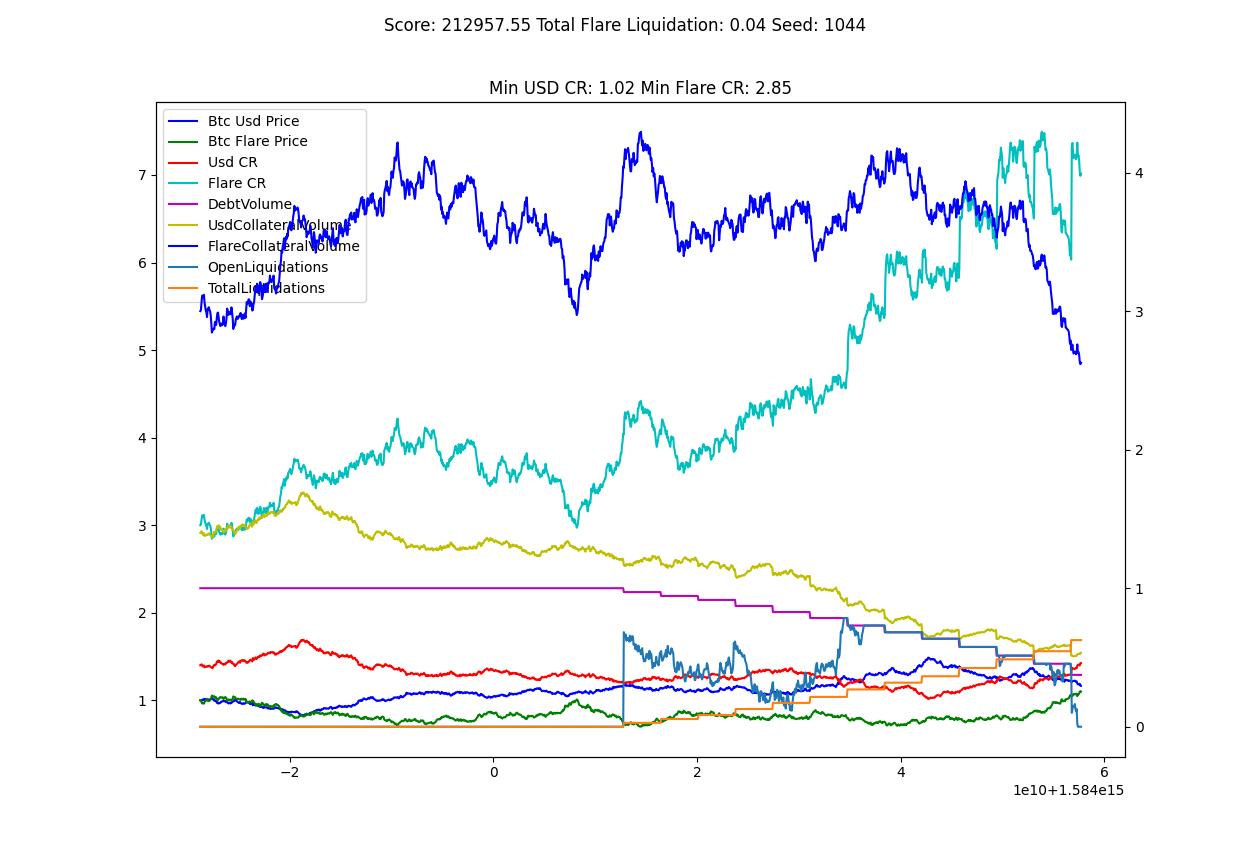 Score: 212957.55 Total Flare Liquidation: 0.04 Seed: 1044
Min USD CR: 1.02 Min Flare CR: 2.85
Btc Usd Price
Btc Flare Price
Usd CR
Flare CR
DebtVolume
UsdCollateralVolume
FlareCollateralVolume
OpenLiquidations
TotalLiquidations
7
6
5
4
3
2
1
4
3
2
1
0
−2
0
2
4
6
1e10+1.584e15